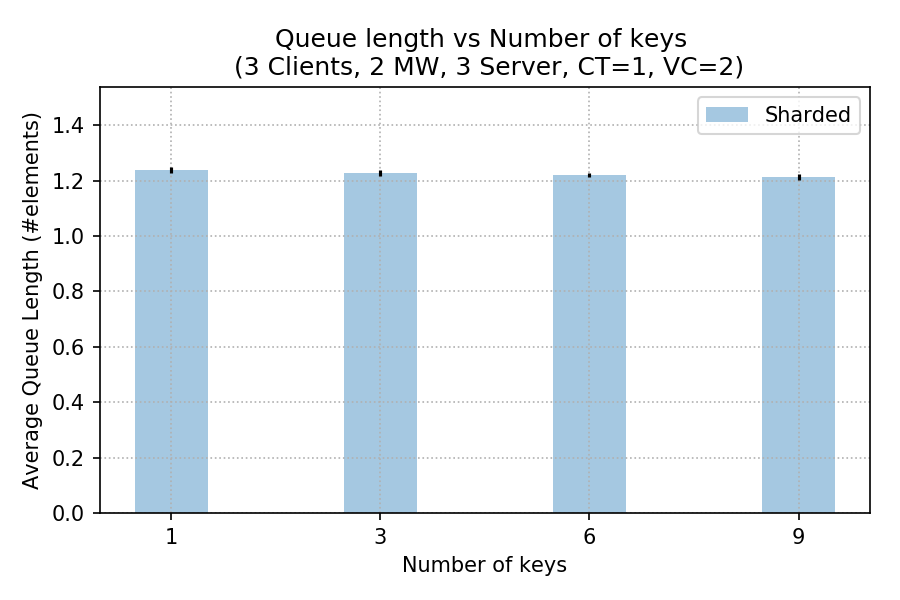 Queue length vs Number of keys
(3 Clients, 2 MW, 3 Server, CT=1, VC=2)
Sharded
Average Queue Length (#elements)
1.4
1.2
1.0
0.8
0.6
0.4
0.2
0.0
1 3 6 9
Number of keys